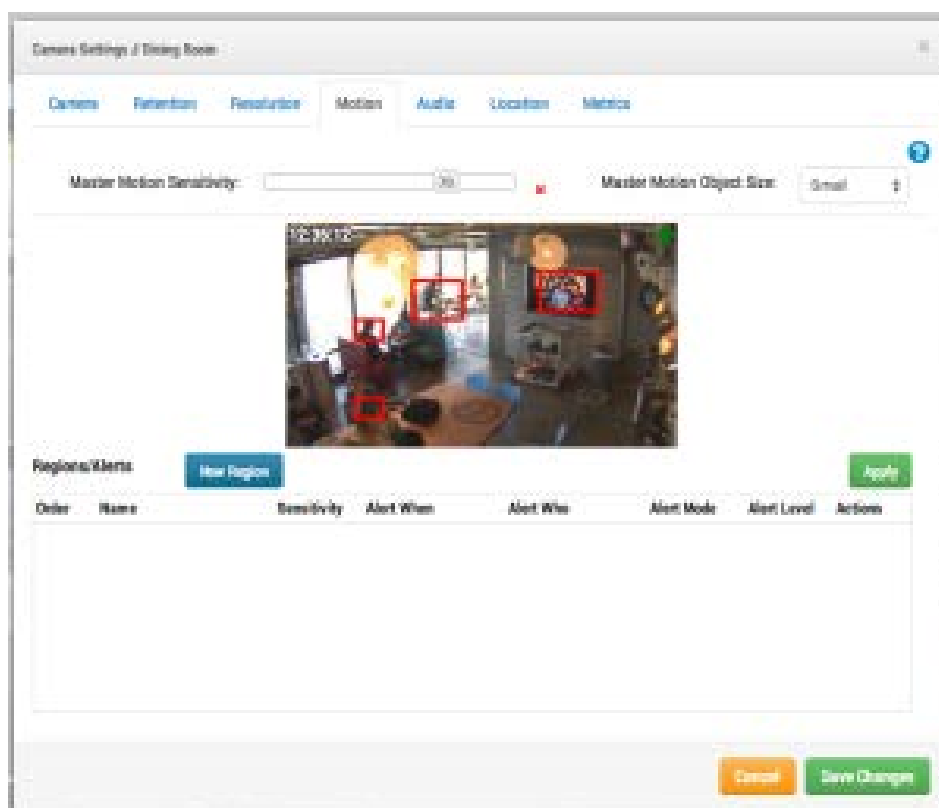 Camera Settings / Dining Room
Camera Retention Resolution Motion Audio Location Metrics
Master Motion Sensitivity: Master Motion Object Size: Small
Regions/Alerts New Region Apply
Order Name Sensitivity Alert When Alert Who Alert Mode Alert Level Actions
Cancel Save Changes